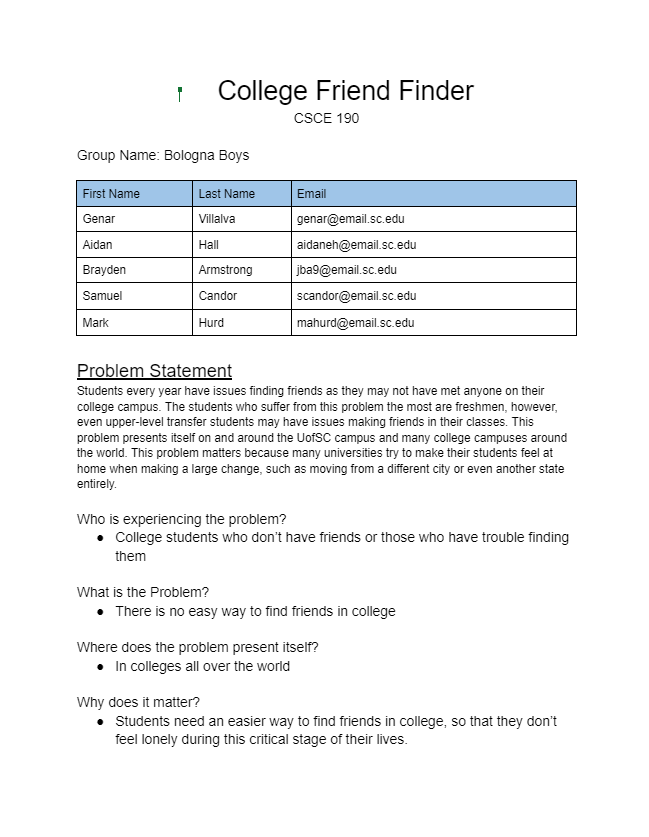 College Friend Finder
CSCE 190
Group Name: Bologna Boys
First Name Last Name Email
Genar Villalva genar@email.sc.edu
Aidan Hall aidaneh@email.sc.edu
Brayden Armstrong jba9@email.sc.edu
Samuel Candor scandor@email.sc.edu
Mark Hurd mahurd@email.sc.edu
Problem Statement
Students every year have issues finding friends as they may not have met anyone on their
college campus. The students who suffer from this problem the most are freshmen, however,
even upper-level transfer students may have issues making friends in their classes. This
problem presents itself on and around the UofSC campus and many college campuses around
the world. This problem matters because many universities try to make their students feel at
home when making a large change, such as moving from a different city or even another state
entirely.
Who is experiencing the problem?
● College students who don’t have friends or those who have trouble finding
them
What is the Problem?
● There is no easy way to find friends in college
Where does the problem present itself?
● In colleges all over the world
Why does it matter?
● Students need an easier way to find friends in college, so that they don’t
feel lonely during this critical stage of their lives.